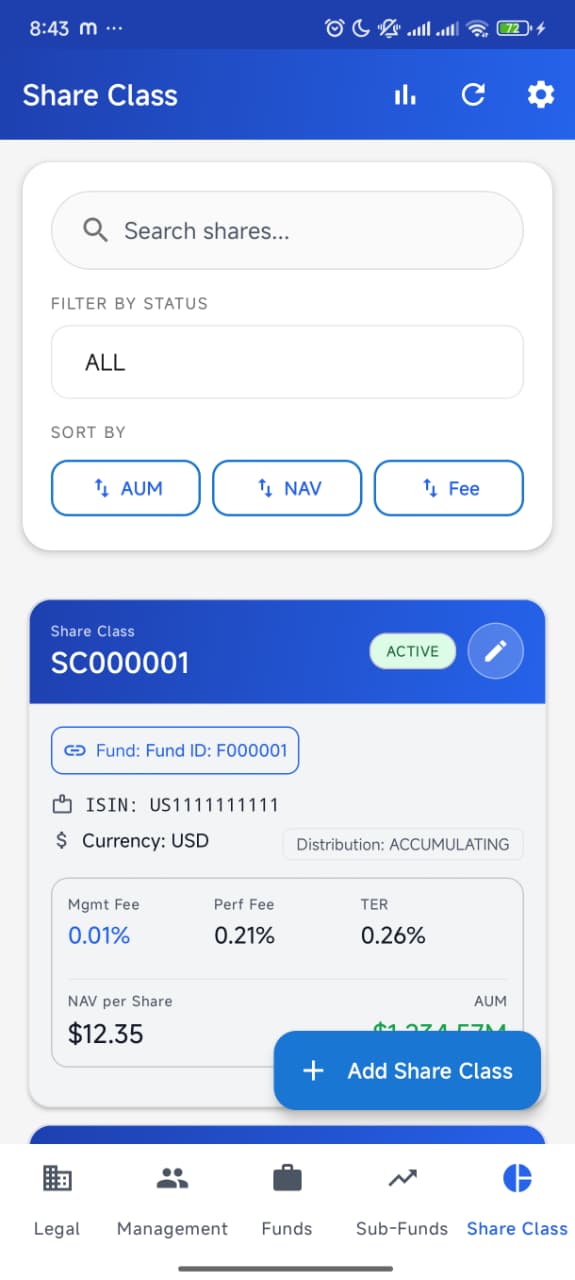 8:43 m ...
72
Share Class
Search shares...
FILTER BY STATUS
ALL
SORT BY
AUM NAV Fee
Share Class
SC000001
ACTIVE
Fund: Fund ID: F000001
ISIN: US1111111111
$ Currency: USD
Distribution: ACCUMULATING
Mgmt Fee Perf Fee TER
0.01% 0.21% 0.26%
NAV per Share AUM
$12.35
+ Add Share Class
Legal Management Funds Sub-Funds Share Class